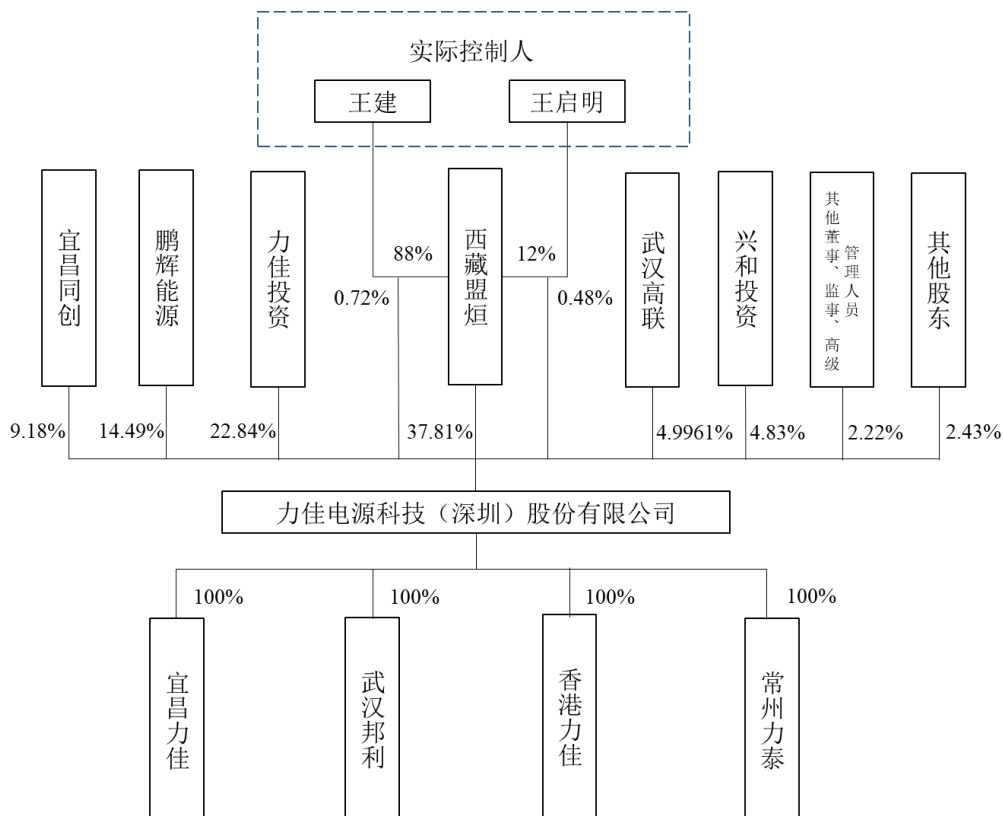 实际控制人
王建
王启明
宜昌同创
鹏辉能源
力佳投资
88%
西藏盟烜
12%
武汉高联
兴和投资
其他董事、监事、高级
管理人员
其他股东
0.72%
0.48%
9.18%
14.49%
22.84%
37.81%
4.9961%
4.83%
2.22%
2.43%
力佳电源科技（深圳）股份有限公司
100%
100%
100%
100%
宜昌力佳
武汉邦利
香港力佳
常州力泰